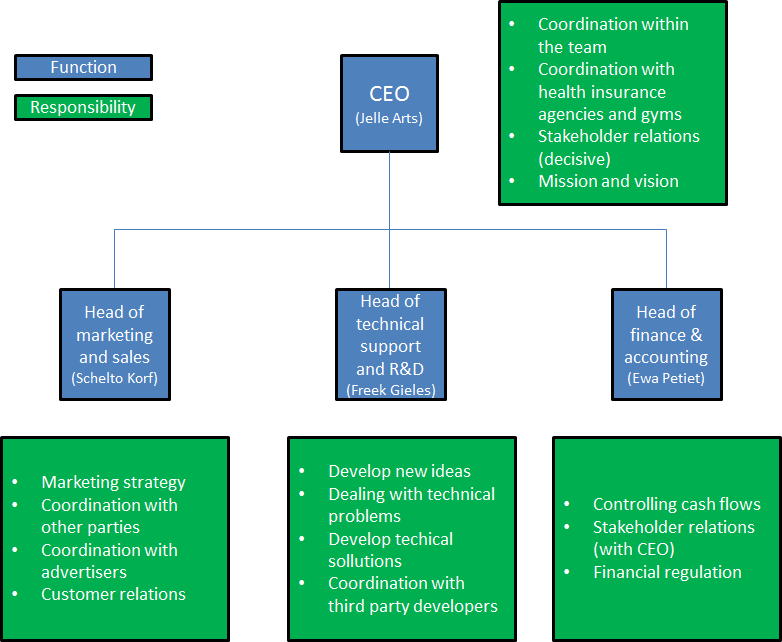 Function
Responsibility
CEO
(Jelle Arts)
• Coordination within
the team
• Coordination with
health insurance
agencies and gyms
• Stakeholder relations
(decisive)
• Mission and vision
Head of
marketing
and sales
(Schelto Korf)
Head of
technical
support
and R&D
(Freek Gieles)
Head of
finance &
accounting
(Ewa Petiet)
• Marketing strategy
• Coordination with
other parties
• Coordination with
advertisers
• Customer relations
• Develop new ideas
• Dealing with technical
problems
• Develop techical
sollutions
• Coordination with
third party developers
• Controlling cash flows
• Stakeholder relations
(with CEO)
• Financial regulation